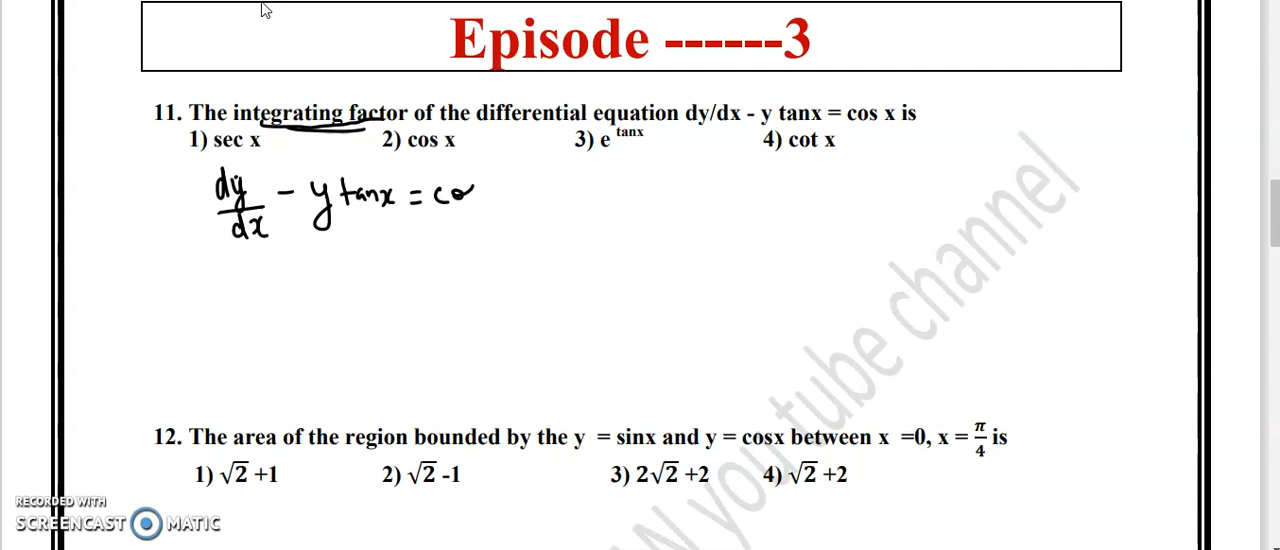 Episode ------3
11. The integrating factor of the differential equation dy/dx - y tanx = cos x is
1) sec x 2) cos x 3) e^tanx 4) cot x
dy/dx - y tanx = co
12. The area of the region bounded by the y = sinx and y = cosx between x =0, x = π/4 is
1) √2 +1 2) √2 -1 3) 2√2 +2 4) √2 +2
N you tube channel
RECORDED WITH
SCREENCAST MATIC